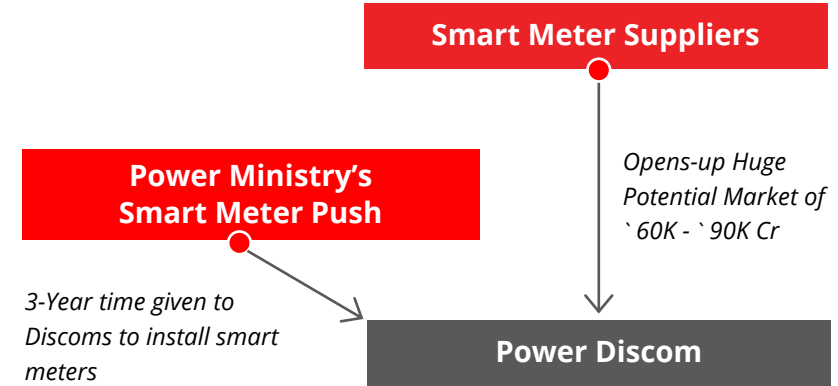 Smart Meter Suppliers
Power Ministry’s
Smart Meter Push
Opens-up Huge
Potential Market of
` 60K - ` 90K Cr
3-Year time given to
Discoms to install smart
meters
Power Discom